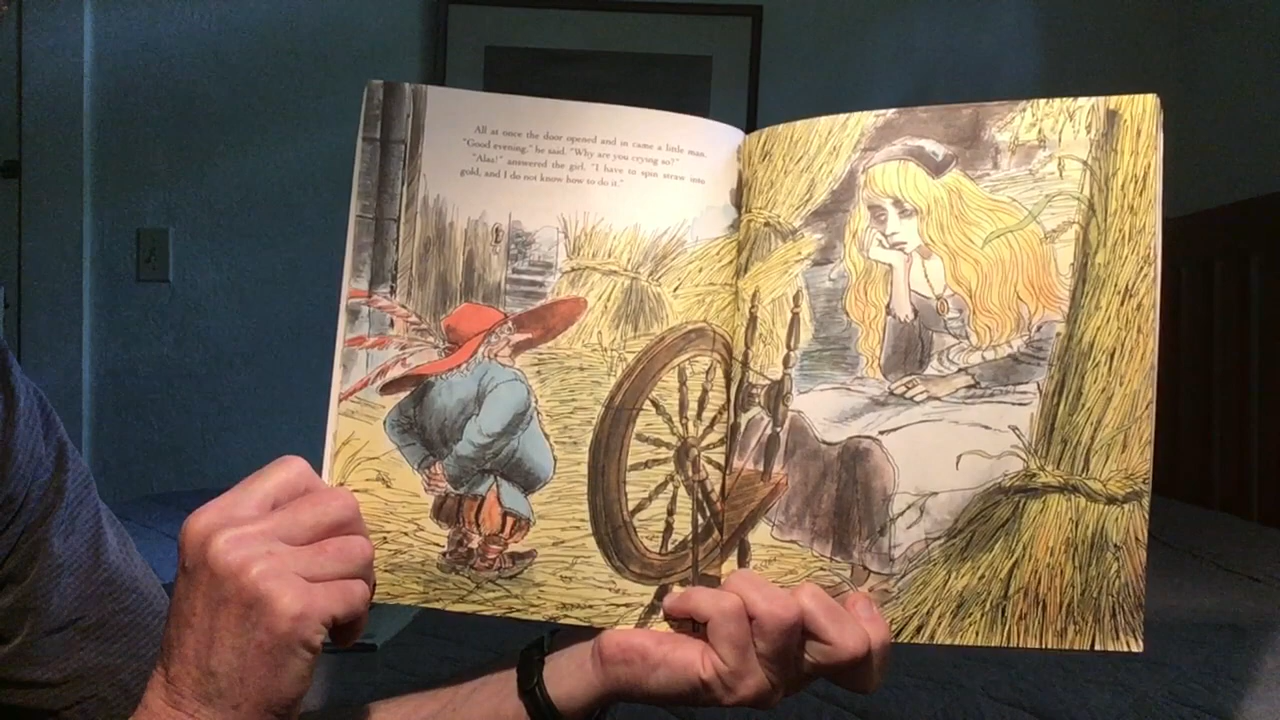 All at once the door opened and in came a little man.
"Good evening," he said. "Why are you crying so?"
"Alas!" answered the girl. "I have to spin straw into
gold, and I do not know how to do it."